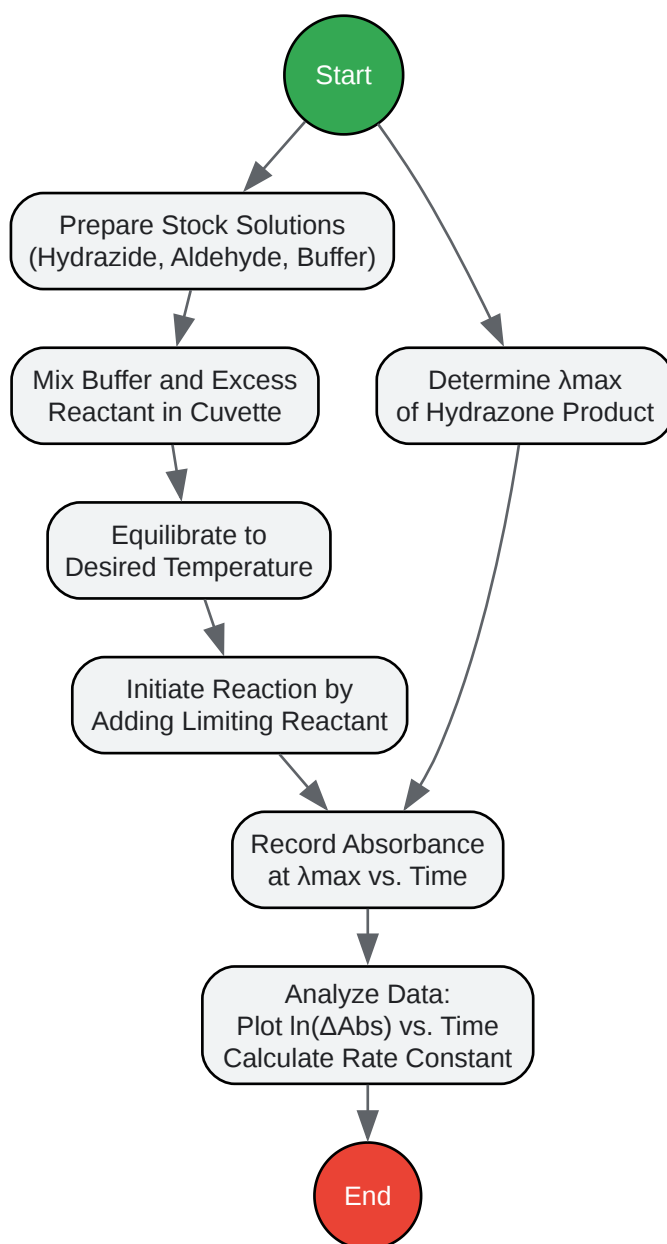 Start
Prepare Stock Solutions
(Hydrazide, Aldehyde, Buffer)
Mix Buffer and Excess
Reactant in Cuvette
Determine λmax
of Hydrazone Product
Equilibrate to
Desired Temperature
Initiate Reaction by
Adding Limiting Reactant
Record Absorbance
at λmax vs. Time
Analyze Data:
Plot ln(ΔAbs) vs. Time
Calculate Rate Constant
End